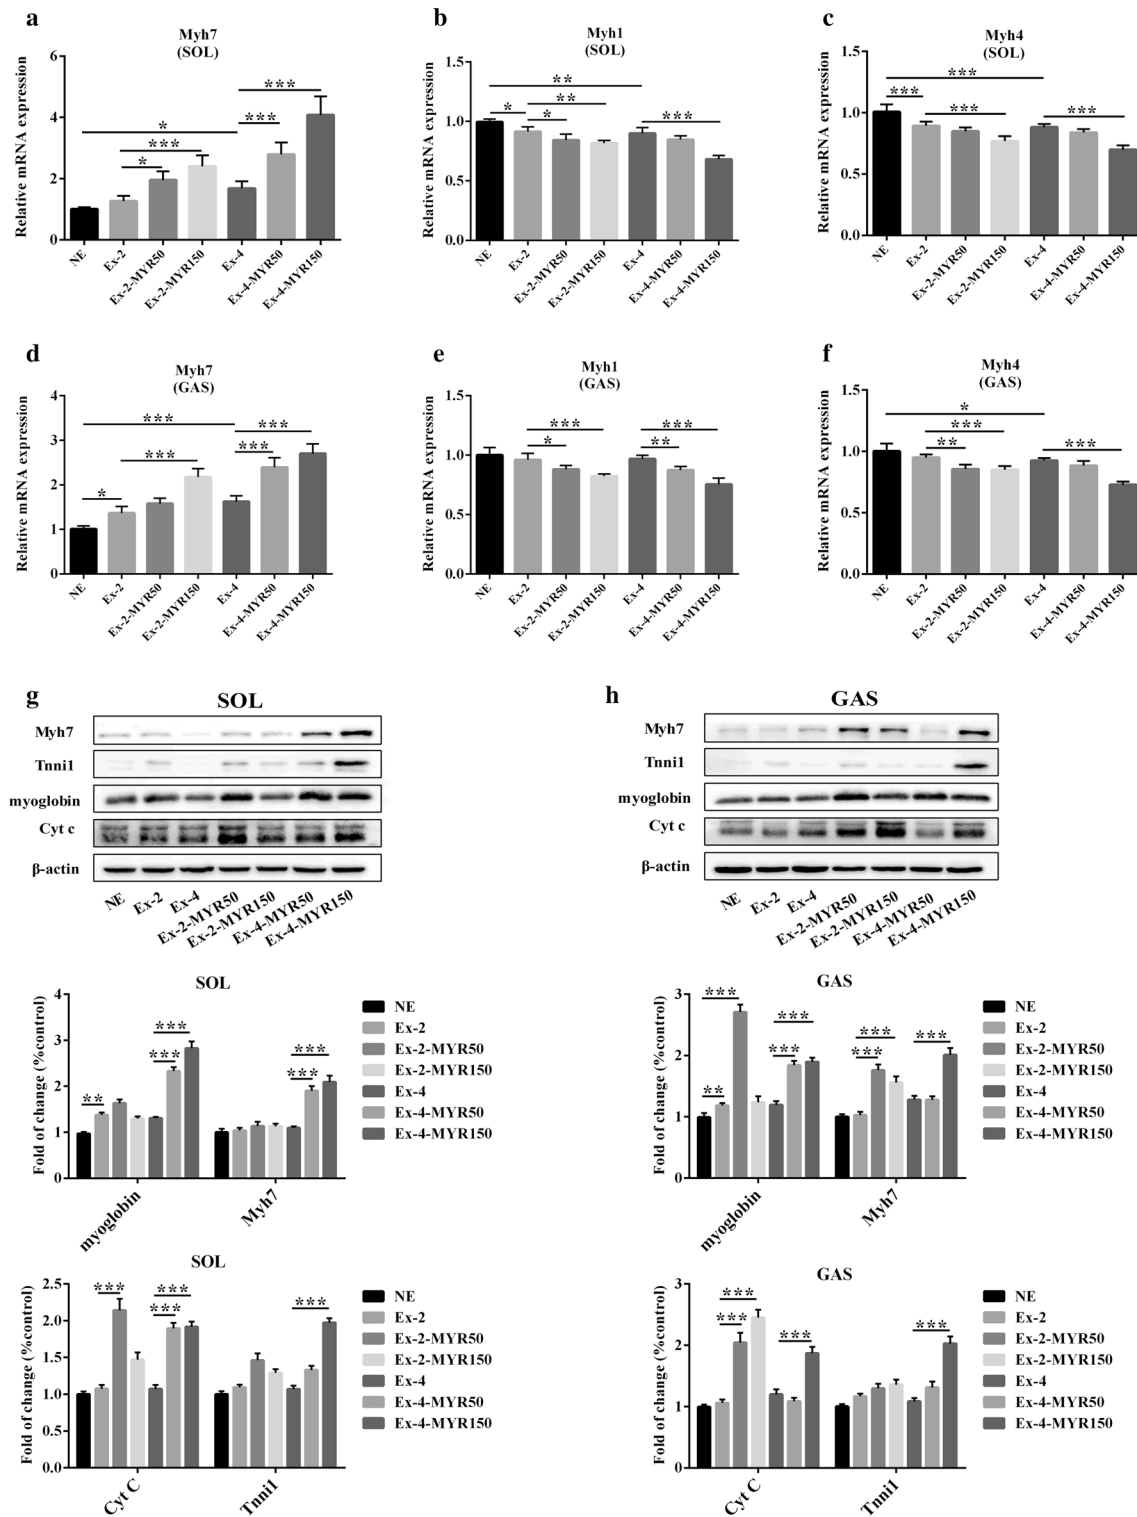 a
Myh7
(SOL)
Relative mRNA expression
6
4
2
0
*
***
*
***
***
NE
Ex-2
Ex-2-MYR50
Ex-2-MYR150
Ex-4
Ex-4-MYR50
Ex-4-MYR150
b
Myh1
(SOL)
Relative mRNA expression
1.5
1.0
0.5
0.0
**
*
**
*
***
NE
Ex-2
Ex-2-MYR50
Ex-2-MYR150
Ex-4
Ex-4-MYR50
Ex-4-MYR150
c
Myh4
(SOL)
Relative mRNA expression
1.5
1.0
0.5
0.0
***
***
***
***
NE
Ex-2
Ex-2-MYR50
Ex-2-MYR150
Ex-4
Ex-4-MYR50
Ex-4-MYR150
d
Myh7
(GAS)
Relative mRNA expression
4
3
2
1
0
***
*
***
***
***
NE
Ex-2
Ex-2-MYR50
Ex-2-MYR150
Ex-4
Ex-4-MYR50
Ex-4-MYR150
e
Myh1
(GAS)
Relative mRNA expression
1.5
1.0
0.5
0.0
***
*
***
**
NE
Ex-2
Ex-2-MYR50
Ex-2-MYR150
Ex-4
Ex-4-MYR50
Ex-4-MYR150
f
Myh4
(GAS)
Relative mRNA expression
1.5
1.0
0.5
0.0
*
***
**
***
NE
Ex-2
Ex-2-MYR50
Ex-2-MYR150
Ex-4
Ex-4-MYR50
Ex-4-MYR150
g
SOL
Myh7
Tnni1
myoglobin
Cyt c
β-actin
NE
Ex-2
Ex-4
Ex-2-MYR50
Ex-2-MYR150
Ex-4-MYR50
Ex-4-MYR150
h
GAS
Myh7
Tnni1
myoglobin
Cyt c
β-actin
NE
Ex-2
Ex-4
Ex-2-MYR50
Ex-2-MYR150
Ex-4-MYR50
Ex-4-MYR150
SOL
Fold of change (%control)
4
3
2
1
0
**
***
***
***
***
myoglobin
Myh7
NE
Ex-2
Ex-2-MYR50
Ex-2-MYR150
Ex-4
Ex-4-MYR50
Ex-4-MYR150
GAS
Fold of change (%control)
3
2
1
0
***
**
***
***
***
***
***
myoglobin
Myh7
NE
Ex-2
Ex-2-MYR50
Ex-2-MYR150
Ex-4
Ex-4-MYR50
Ex-4-MYR150
SOL
Fold of change (%control)
2.5
2.0
1.5
1.0
0.5
0.0
***
***
***
***
Cyt C
Tnni1
NE
Ex-2
Ex-2-MYR50
Ex-2-MYR150
Ex-4
Ex-4-MYR50
Ex-4-MYR150
GAS
Fold of change (%control)
3
2
1
0
***
***
***
***
Cyt C
Tnni1
NE
Ex-2
Ex-2-MYR50
Ex-2-MYR150
Ex-4
Ex-4-MYR50
Ex-4-MYR150